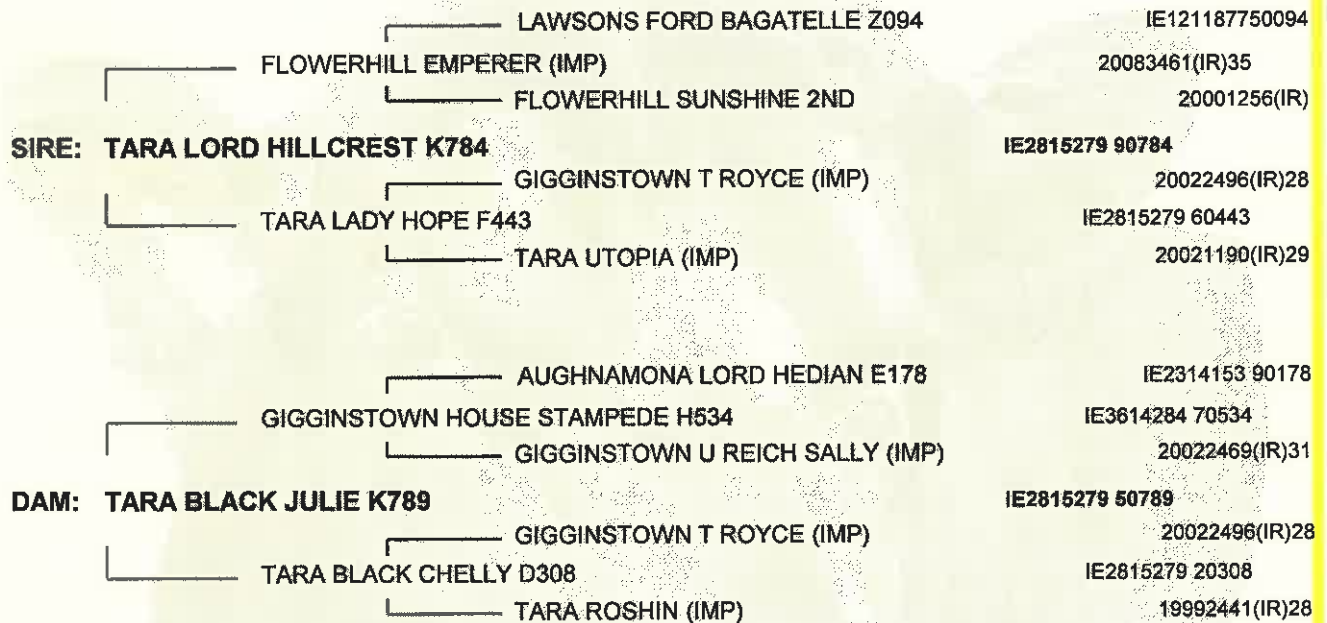 LAWSONS FORD BAGATELLE Z094 IE121187750094
FLOWERHILL EMPERER (IMP) 20083461(IR)35
FLOWERHILL SUNSHINE 2ND 20001256(IR)
SIRE: TARA LORD HILLCREST K784 IE2815279 90784
GIGGINSTOWN T ROYCE (IMP) 20022496(IR)28
TARA LADY HOPE F443 IE2815279 60443
TARA UTOPIA (IMP) 20021190(IR)29
AUGHNAMONA LORD HEDIAN E178 IE2314153 90178
GIGGINSTOWN HOUSE STAMPEDE H534 IE3614284 70534
GIGGINSTOWN U REICH SALLY (IMP) 20022469(IR)31
DAM: TARA BLACK JULIE K789 IE2815279 50789
GIGGINSTOWN T ROYCE (IMP) 20022496(IR)28
TARA BLACK CHELLY D308 IE2815279 20308
TARA ROSHIN (IMP) 19992441(IR)28